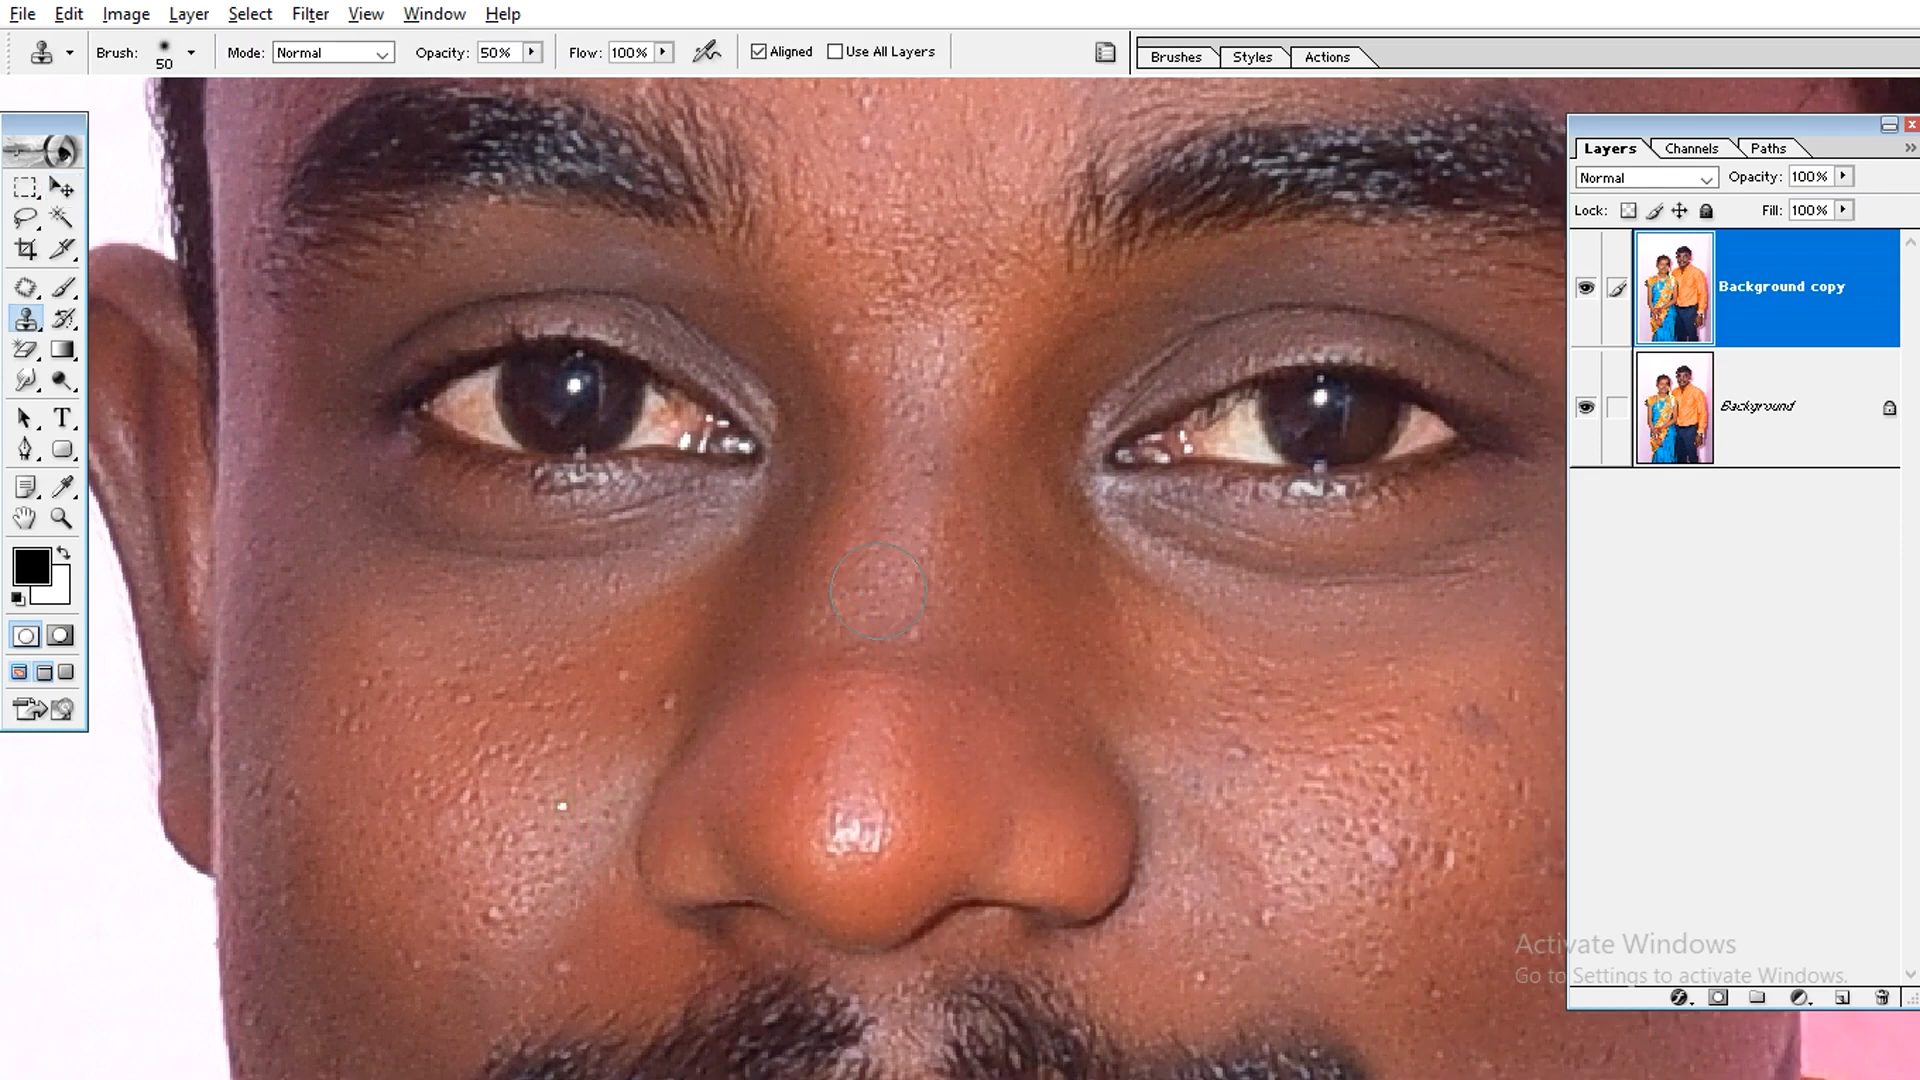 File Edit Image Layer Select Filter View Window Help
Brush: 50 Mode: Normal Opacity: 50% Flow: 100% Aligned Use All Layers Brushes Styles Actions
Layers Channels Paths
Normal Opacity: 100%
Lock: Fill: 100%
Background copy
Background
T
Activate Windows
Go to Settings to activate Windows.